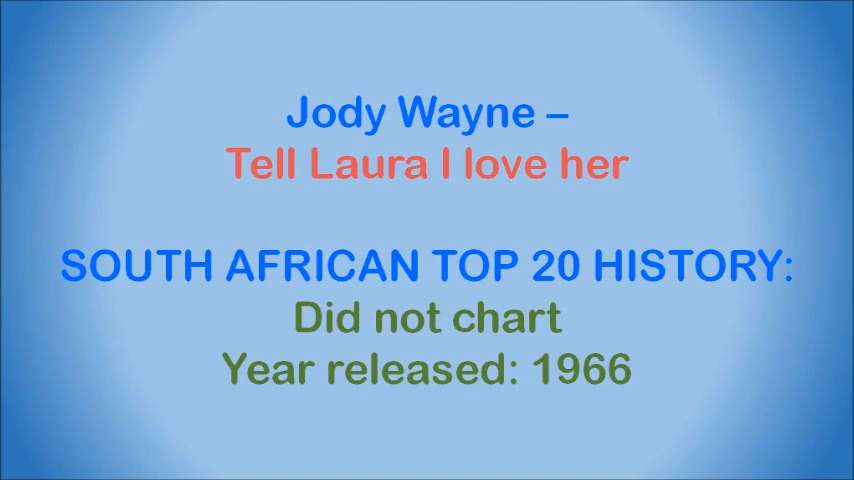 Jody Wayne –
Tell Laura I love her
SOUTH AFRICAN TOP 20 HISTORY:
Did not chart
Year released: 1966